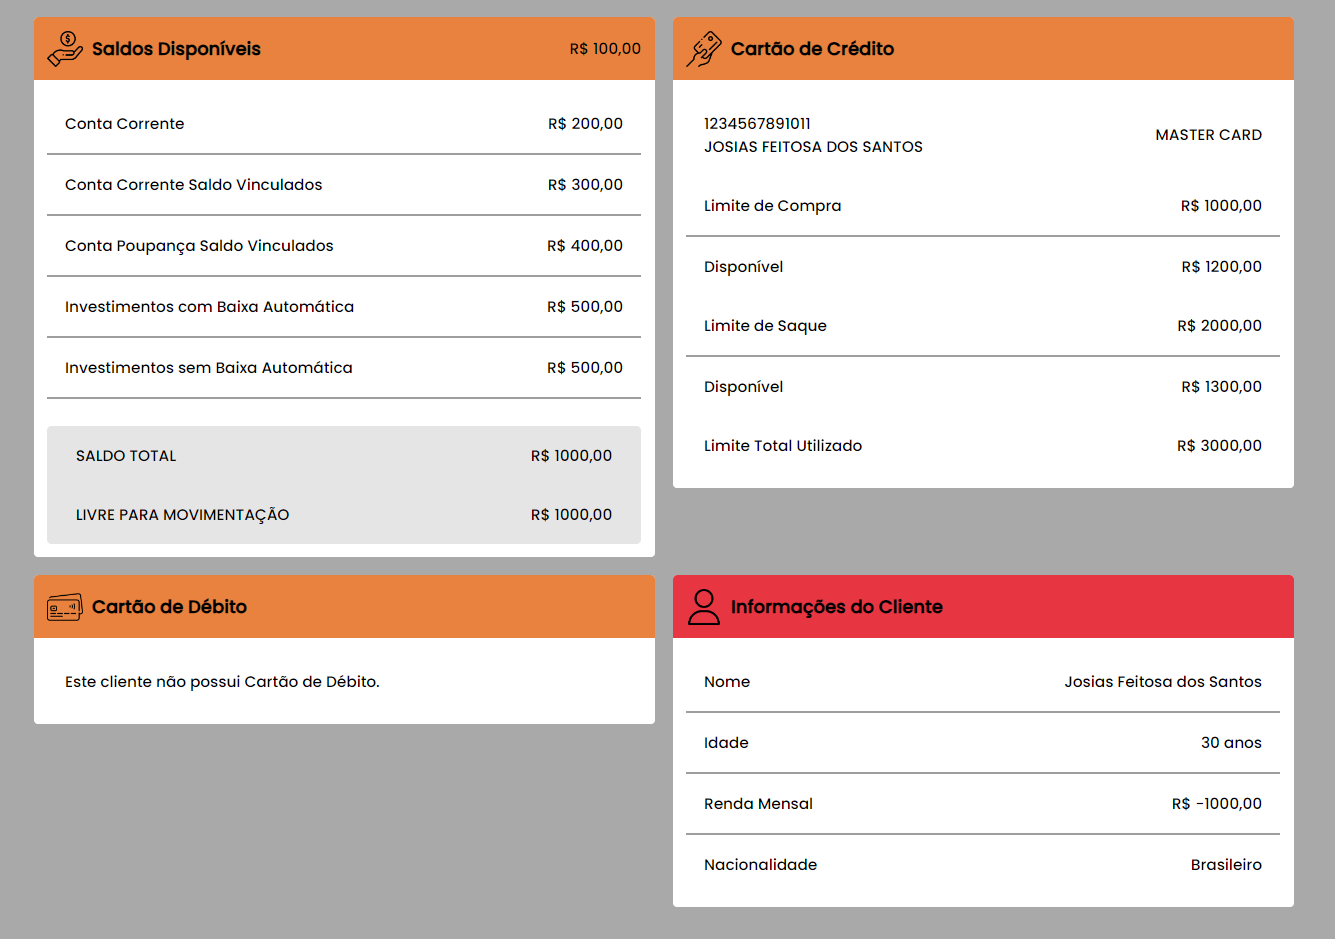 Saldos Disponíveis R$ 100,00
Conta Corrente R$ 200,00
Conta Corrente Saldo Vinculados R$ 300,00
Conta Poupança Saldo Vinculados R$ 400,00
Investimentos com Baixa Automática R$ 500,00
Investimentos sem Baixa Automática R$ 500,00
SALDO TOTAL R$ 1000,00
LIVRE PARA MOVIMENTAÇÃO R$ 1000,00
Cartão de Crédito
1234567891011
JOSIAS FEITOSA DOS SANTOS
MASTER CARD
Limite de Compra R$ 1000,00
Disponível R$ 1200,00
Limite de Saque R$ 2000,00
Disponível R$ 1300,00
Limite Total Utilizado R$ 3000,00
Cartão de Débito
Este cliente não possui Cartão de Débito.
Informações do Cliente
Nome Josias Feitosa dos Santos
Idade 30 anos
Renda Mensal R$ -1000,00
Nacionalidade Brasileiro